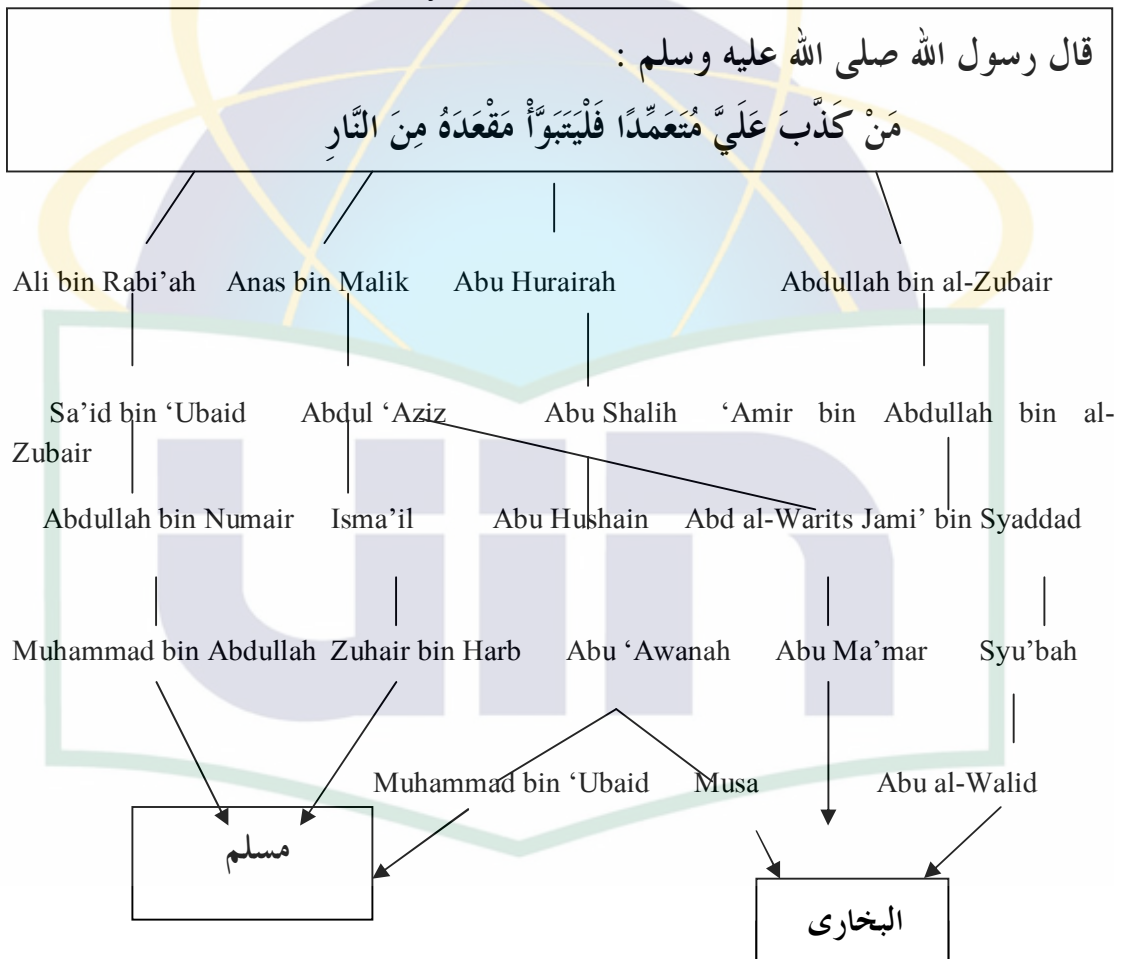 قال رسول الله صلى الله عليه وسلم :
مَنْ كَذَّبَ عَلَيَّ مُتَعَمِّدًا فَلْيَتَبَوَّأْ مَقْعَدَهُ مِنَ النَّارِ
Ali bin Rabi’ah Anas bin Malik Abu Hurairah Abdullah bin al-Zubair
Sa’id bin ‘Ubaid Abdul ‘Aziz Abu Shalih ‘Amir bin Abdullah bin al-
Zubair
Abdullah bin Numair Isma’il Abu Hushain Abd al-Warits Jami’ bin Syaddad
Muhammad bin Abdullah Zuhair bin Harb Abu ‘Awanah Abu Ma’mar Syu’bah
Muhammad bin ‘Ubaid Musa Abu al-Walid
مسلم
البخارى
uin